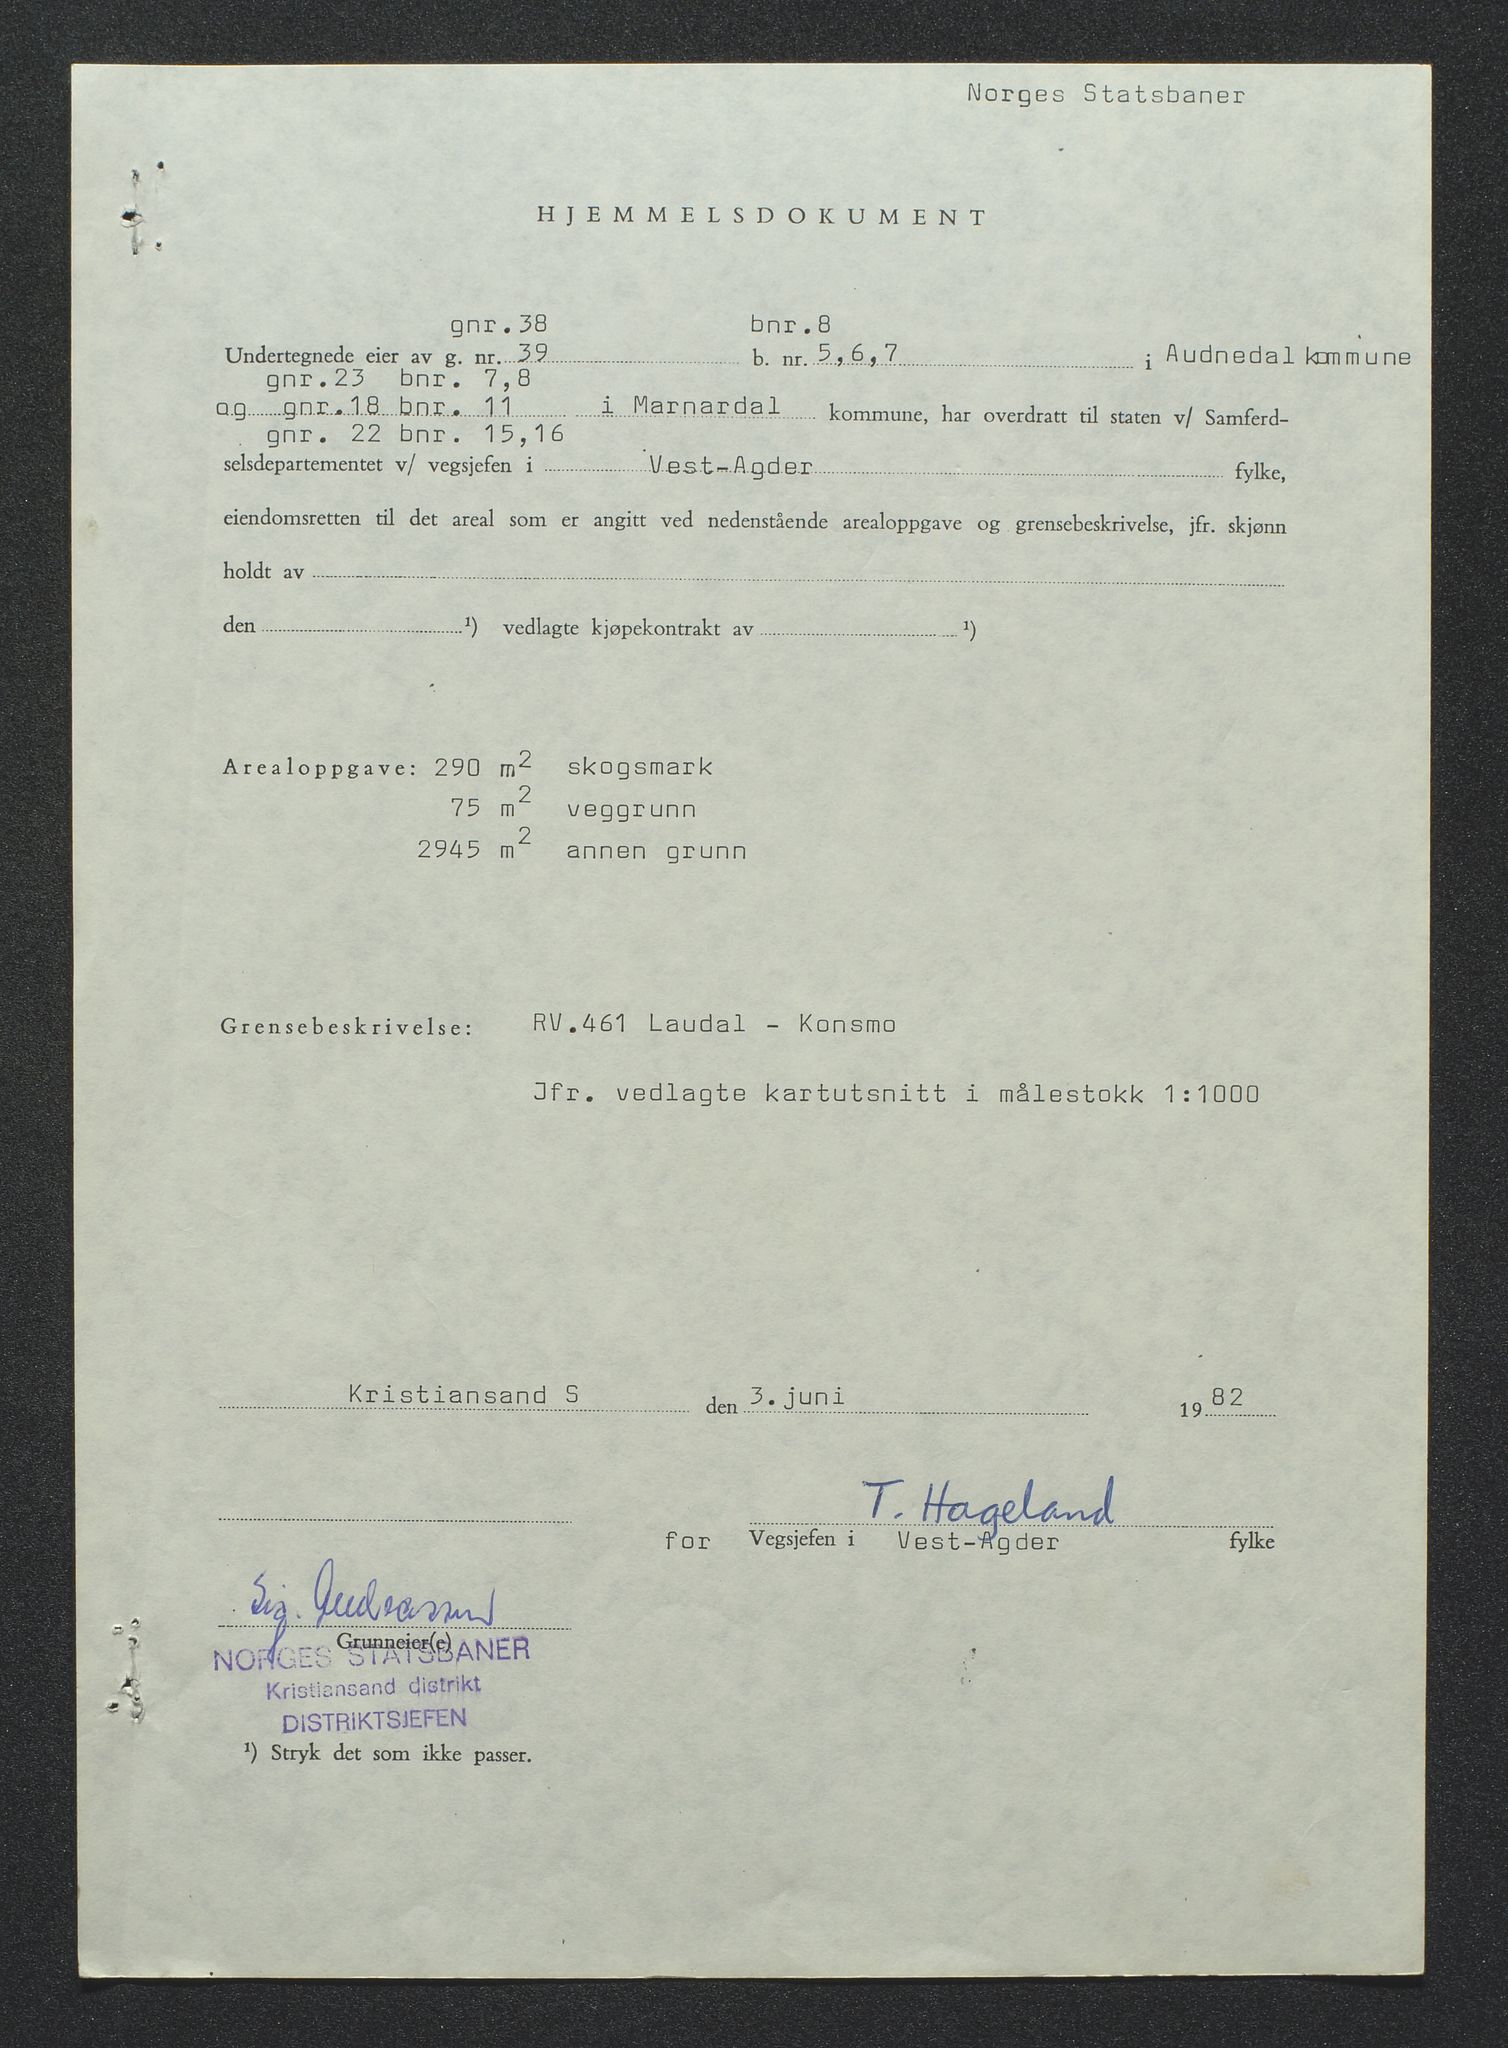 Norges Statsbaner
HJEMMELSDOKUMENT
gnr.38 bnr.8
Undertegnede eier av g. nr. 39 b. nr. 5,6,7 i Audnedal kommune
gnr.23 bnr. 7,8
og gnr.18 bnr. 11 i Marnardal kommune, har overdratt til staten v/ Samferd-
gnr. 22 bnr. 15,16
selsdepartementet v/ vegsjefen i Vest-Agder fylke,
eiendomsretten til det areal som er angitt ved nedenstående arealoppgave og grensebeskrivelse, jfr. skjønn
holdt av
den ¹) vedlagte kjøpekontrakt av ¹)
Arealoppgave: 290 m² skogsmark
75 m² veggrunn
2945 m² annen grunn
Grensebeskrivelse: RV.461 Laudal - Konsmo
Jfr. vedlagte kartutsnitt i målestokk 1:1000
Kristiansand S den 3.juni 1982
T. Hageland
for Vegsjefen i Vest-Agder fylke
Sig. Andreassen
Grunneier(e)
NORGES STATSBANER
Kristiansand distrikt
DISTRIKTSJEFEN
¹) Stryk det som ikke passer.